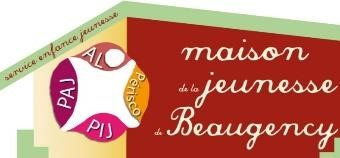 service enfance jeunesse
AL
Périsco
PAJ
PIJ
maison
de la jeunesse
de Beaugency